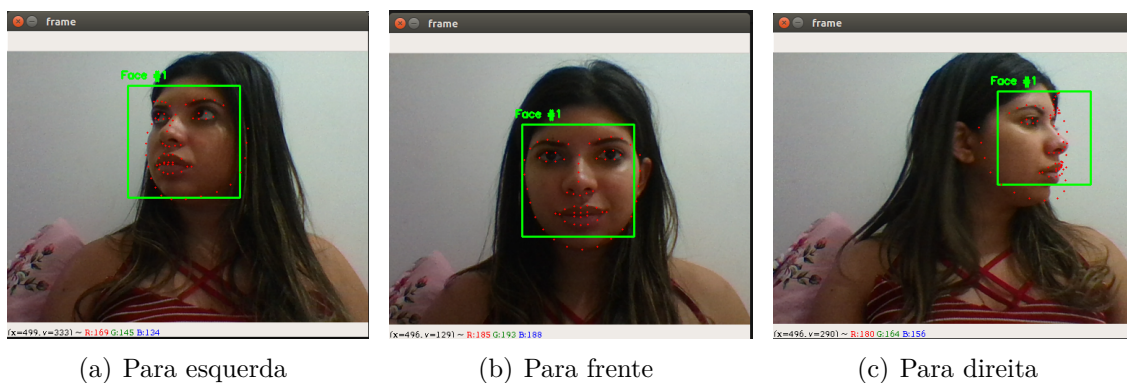 frame
frame
frame
Face #1
Face #1
Face #1
(x=499, y=333) ~ R:169 G:145 B:134
(x=496, y=129) ~ R:185 G:193 B:188
(x=496, y=290) ~ R:180 G:164 B:156
(a) Para esquerda
(b) Para frente
(c) Para direita